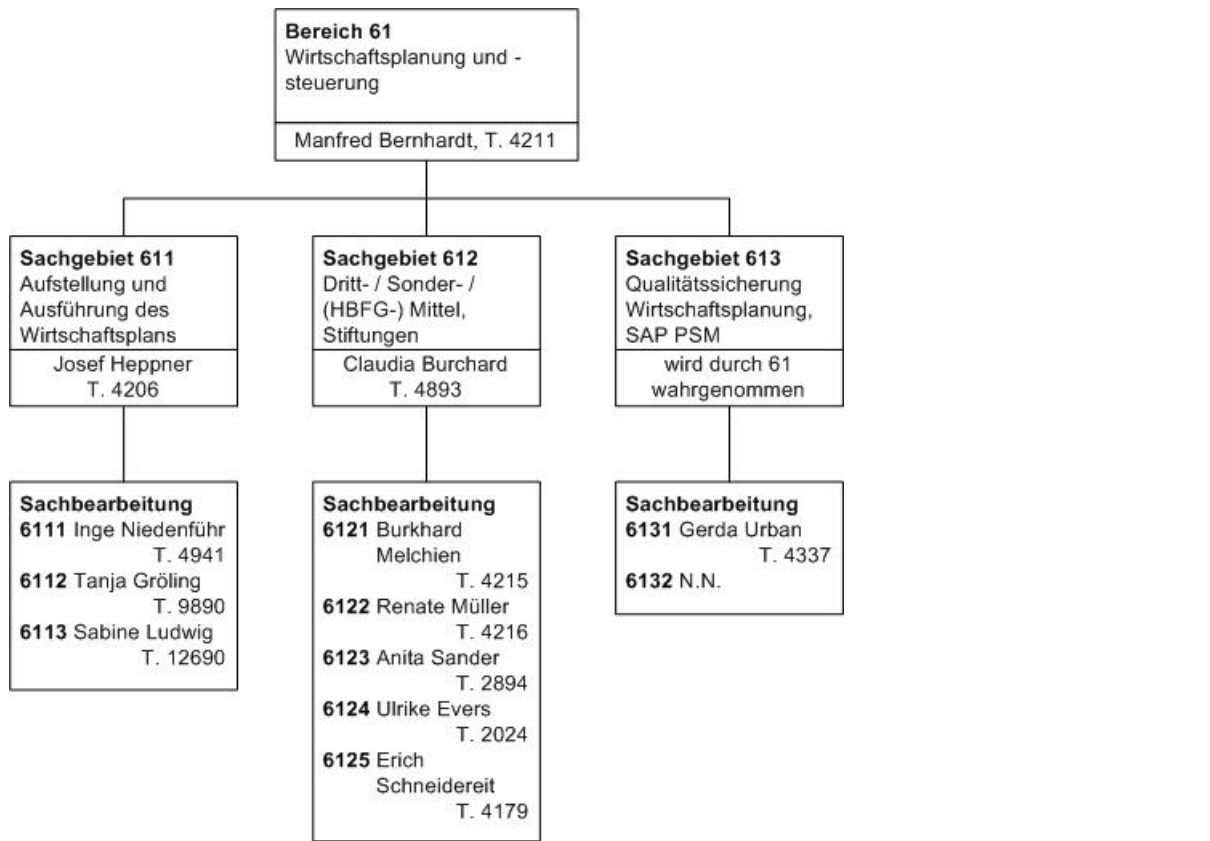 Bereich 61
Wirtschaftsplanung und -
steuerung
Manfred Bernhardt, T. 4211
Sachgebiet 611
Aufstellung und
Ausführung des
Wirtschaftsplans
Josef Heppner
T. 4206
Sachgebiet 612
Dritt- / Sonder- /
(HBFG-) Mittel,
Stiftungen
Claudia Burchard
T. 4893
Sachgebiet 613
Qualitätssicherung
Wirtschaftsplanung,
SAP PSM
wird durch 61
wahrgenommen
Sachbearbeitung
6111 Inge Niedenführ
T. 4941
6112 Tanja Gröling
T. 9890
6113 Sabine Ludwig
T. 12690
Sachbearbeitung
6121 Burkhard
Melchien
T. 4215
6122 Renate Müller
T. 4216
6123 Anita Sander
T. 2894
6124 Ulrike Evers
T. 2024
6125 Erich
Schneidereit
T. 4179
Sachbearbeitung
6131 Gerda Urban
T. 4337
6132 N.N.